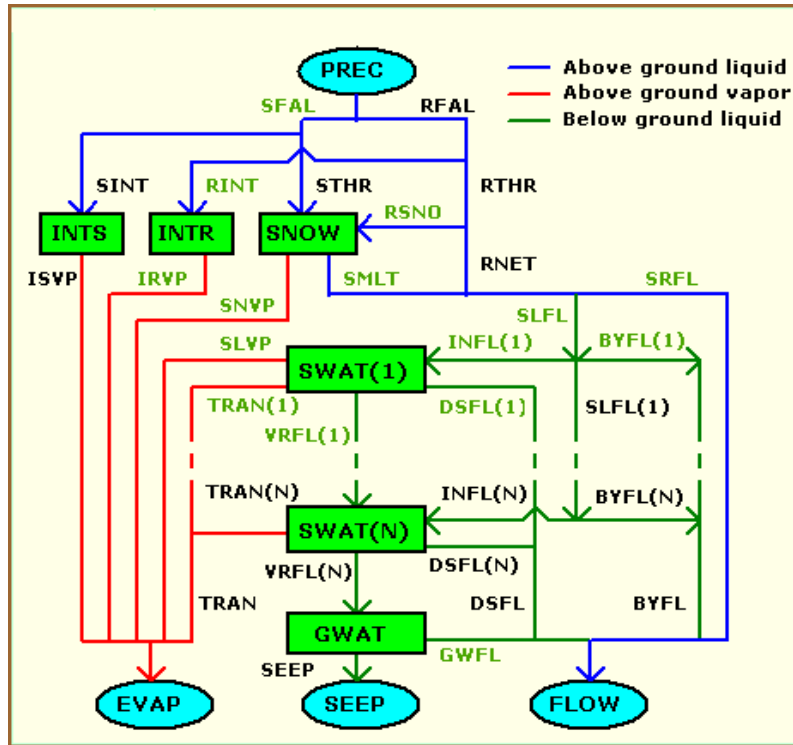 PREC
Above ground liquid
Above ground vapor
Below ground liquid
SFAL RFAL
SINT RINT STHR RTHR
RSNO
INTS INTR SNOW
ISVP IRVP SMLT RNET SRFL
SNVP SLFL
SLVP INFL(1) BYFL(1)
SWAT(1)
TRAN(1) DSFL(1) SLFL(1)
VRFL(1)
TRAN(N) INFL(N) BYFL(N)
SWAT(N)
VRFL(N) DSFL(N)
TRAN DSFL BYFL
GWAT
SEEP GWFL
EVAP SEEP FLOW